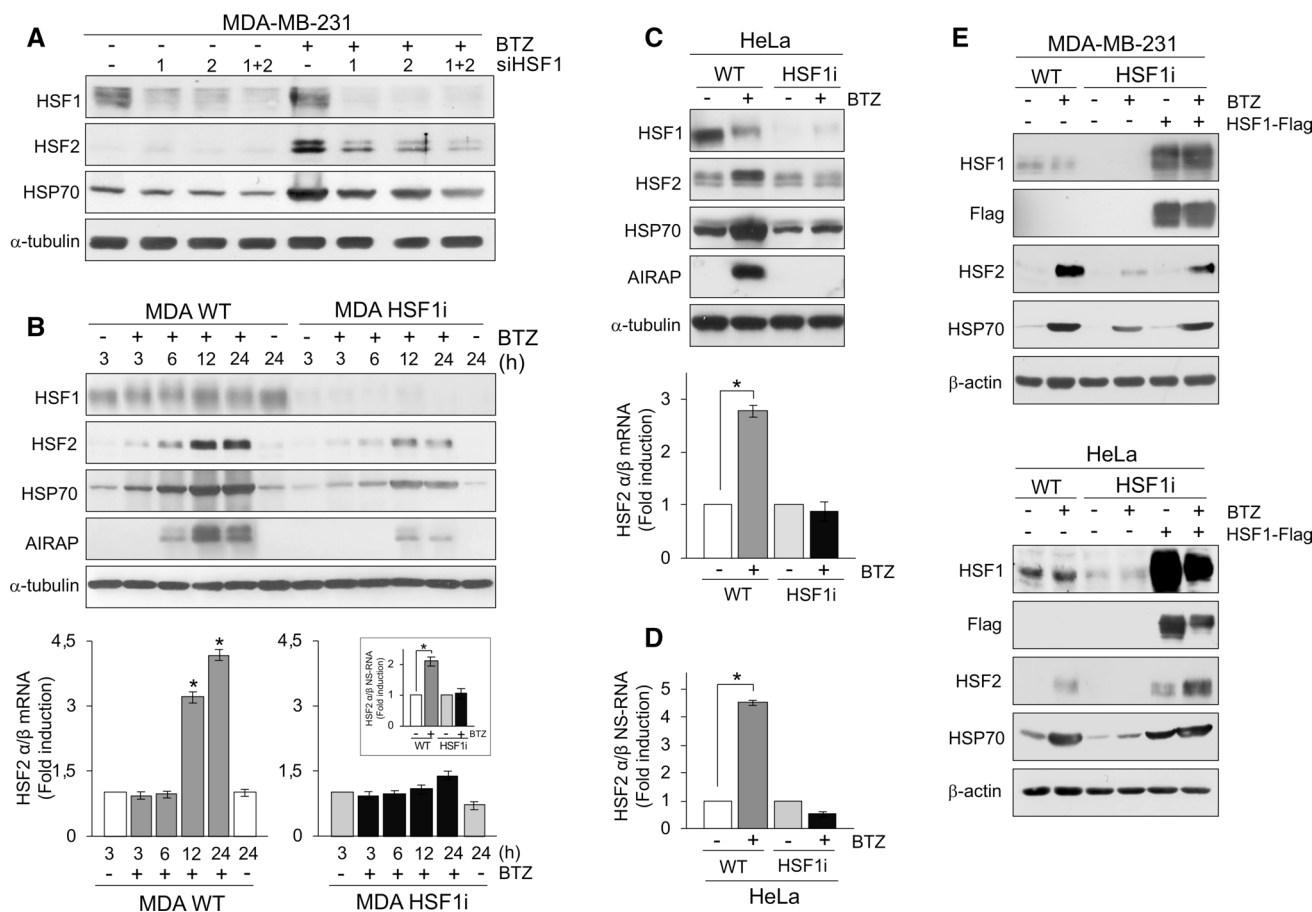 A
MDA-MB-231
- - - - + + + + BTZ
- 1 2 1+2 - 1 2 1+2 siHSF1
HSF1
HSF2
HSP70
α-tubulin
B
MDA WT MDA HSF1i
- + + + + - - + + + + - BTZ
3 3 6 12 24 24 3 3 6 12 24 24 (h)
HSF1
HSF2
HSP70
AIRAP
α-tubulin
HSF2 α/β mRNA
(Fold induction)
4,5
3
1,5
0
* *
3 3 6 12 24 24
- + + + + -
MDA WT
4,5
3
1,5
0
3 3 6 12 24 24 (h)
- + + + + - BTZ
MDA HSF1i
HSF2 α/β NS-RNA
(Fold induction)
2
1
0
*
- + - + BTZ
WT HSF1i
C
HeLa
WT HSF1i
- + - + BTZ
HSF1
HSF2
HSP70
AIRAP
α-tubulin
HSF2 α/β mRNA
(Fold induction)
3
2
1
0
*
- + - + BTZ
WT HSF1i
D
HSF2 α/β NS-RNA
(Fold induction)
5
4
3
2
1
0
*
- + - + BTZ
WT HSF1i
HeLa
E
MDA-MB-231
WT HSF1i
- + - + - + BTZ
- - - - + + HSF1-Flag
HSF1
Flag
HSF2
HSP70
β-actin
HeLa
WT HSF1i
- + - + - + BTZ
- - - - + + HSF1-Flag
HSF1
Flag
HSF2
HSP70
β-actin